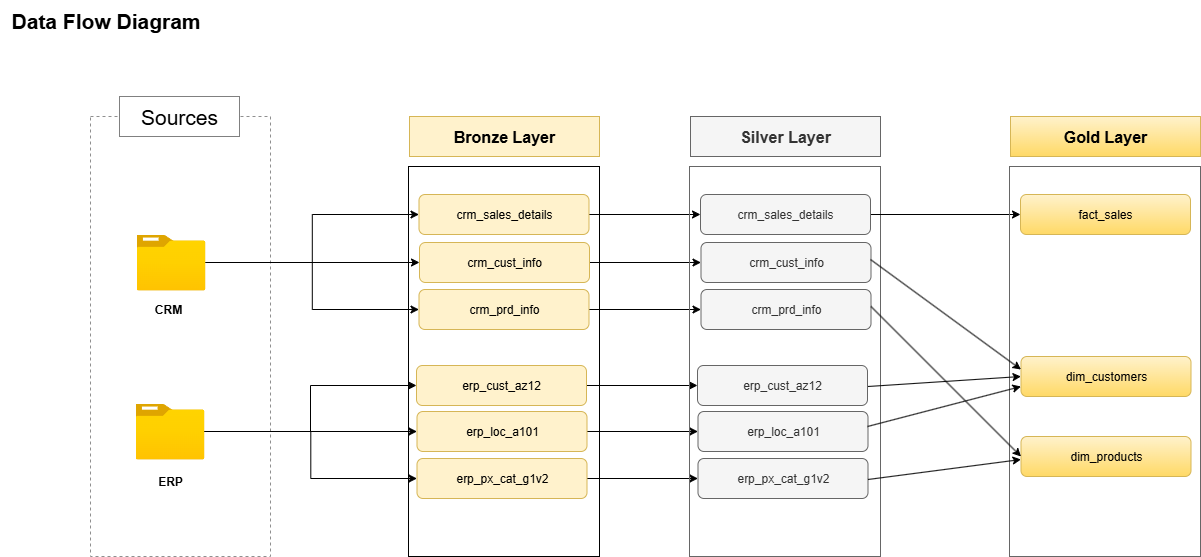 Data Flow Diagram
Sources
Bronze Layer
Silver Layer
Gold Layer
crm_sales_details
crm_sales_details
fact_sales
crm_cust_info
crm_cust_info
CRM
crm_prd_info
crm_prd_info
erp_cust_az12
erp_cust_az12
dim_customers
erp_loc_a101
erp_loc_a101
dim_products
ERP
erp_px_cat_g1v2
erp_px_cat_g1v2